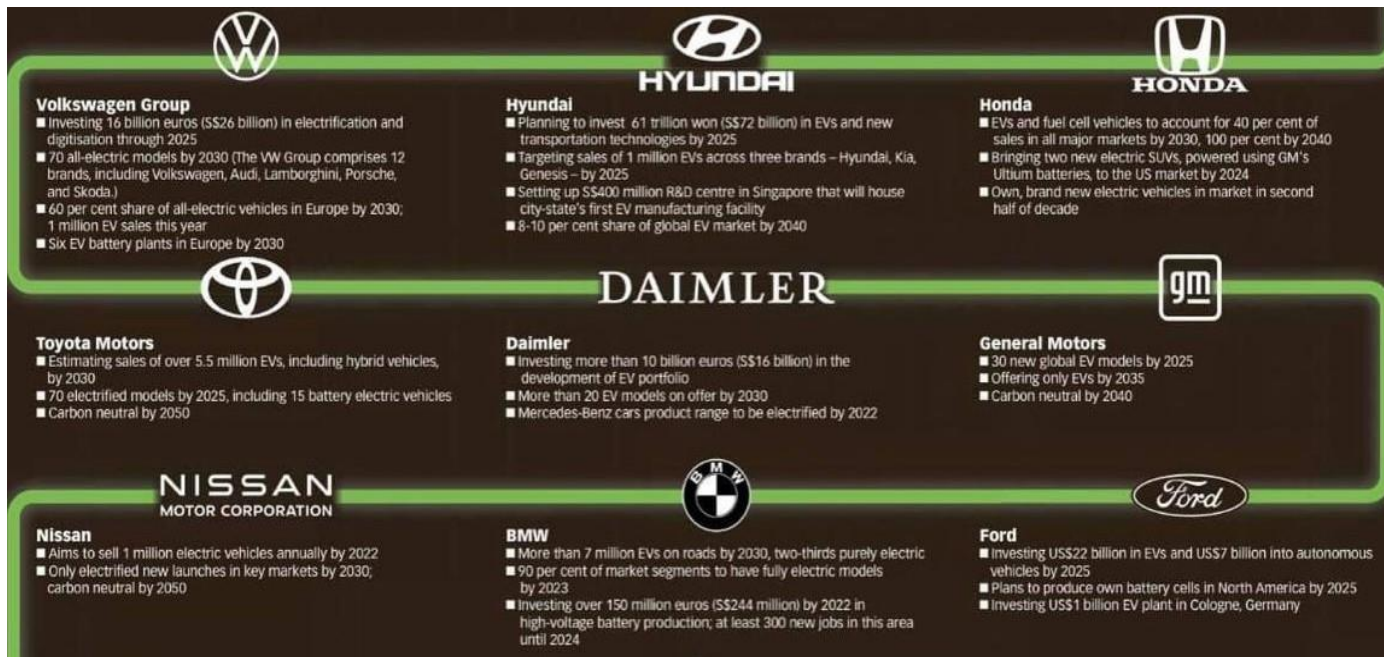 HYUNDAI
HONDA
Volkswagen Group
■ Investing 16 billion euros (S$26 billion) in electrification and
digitisation through 2025
■ 70 all-electric models by 2030 (The VW Group comprises 12
brands, including Volkswagen, Audi, Lamborghini, Porsche,
and Skoda.)
■ 60 per cent share of all-electric vehicles in Europe by 2030;
1 million EV sales this year
■ Six EV battery plants in Europe by 2030
Hyundai
■ Planning to invest 61 trillion won (S$72 billion) in EVs and new
transportation technologies by 2025
■ Targeting sales of 1 million EVs across three brands – Hyundai, Kia,
Genesis – by 2025
■ Setting up S$400 million R&D centre in Singapore that will house
city-state's first EV manufacturing facility
■ 8-10 per cent share of global EV market by 2040
Honda
■ EVs and fuel cell vehicles to account for 40 per cent of
sales in all major markets by 2030, 100 per cent by 2040
■ Bringing two new electric SUVs, powered using GM's
Ultium batteries, to the US market by 2024
■ Own, brand new electric vehicles in market in second
half of decade
DAIMLER
gm
Toyota Motors
■ Estimating sales of over 5.5 million EVs, including hybrid vehicles,
by 2030
■ 70 electrified models by 2025, including 15 battery electric vehicles
■ Carbon neutral by 2050
Daimler
■ Investing more than 10 billion euros (S$16 billion) in the
development of EV portfolio
■ More than 20 EV models on offer by 2030
■ Mercedes-Benz cars product range to be electrified by 2022
General Motors
■ 30 new global EV models by 2025
■ Offering only EVs by 2035
■ Carbon neutral by 2040
NISSAN
MOTOR CORPORATION
BMW
Ford
Nissan
■ Aims to sell 1 million electric vehicles annually by 2022
■ Only electrified new launches in key markets by 2030;
carbon neutral by 2050
BMW
■ More than 7 million EVs on roads by 2030, two-thirds purely electric
■ 90 per cent of market segments to have fully electric models
by 2023
■ Investing over 150 million euros (S$244 million) by 2022 in
high-voltage battery production; at least 300 new jobs in this area
until 2024
Ford
■ Investing US$22 billion in EVs and US$7 billion into autonomous
vehicles by 2025
■ Plans to produce own battery cells in North America by 2025
■ Investing US$1 billion EV plant in Cologne, Germany